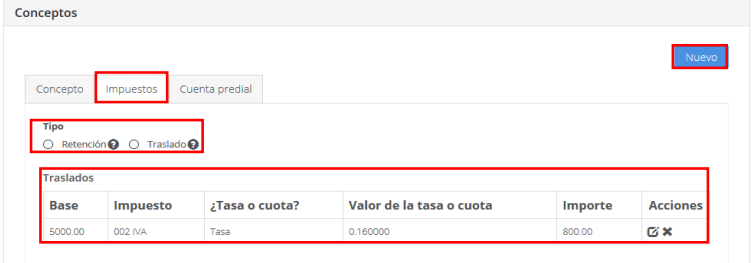 Conceptos
Nuevo
Concepto Impuestos Cuenta predial
Tipo
Retención ? Traslado ?
Traslados
Base Impuesto ¿Tasa o cuota? Valor de la tasa o cuota Importe Acciones
5000.00 002 IVA Tasa 0.160000 800.00